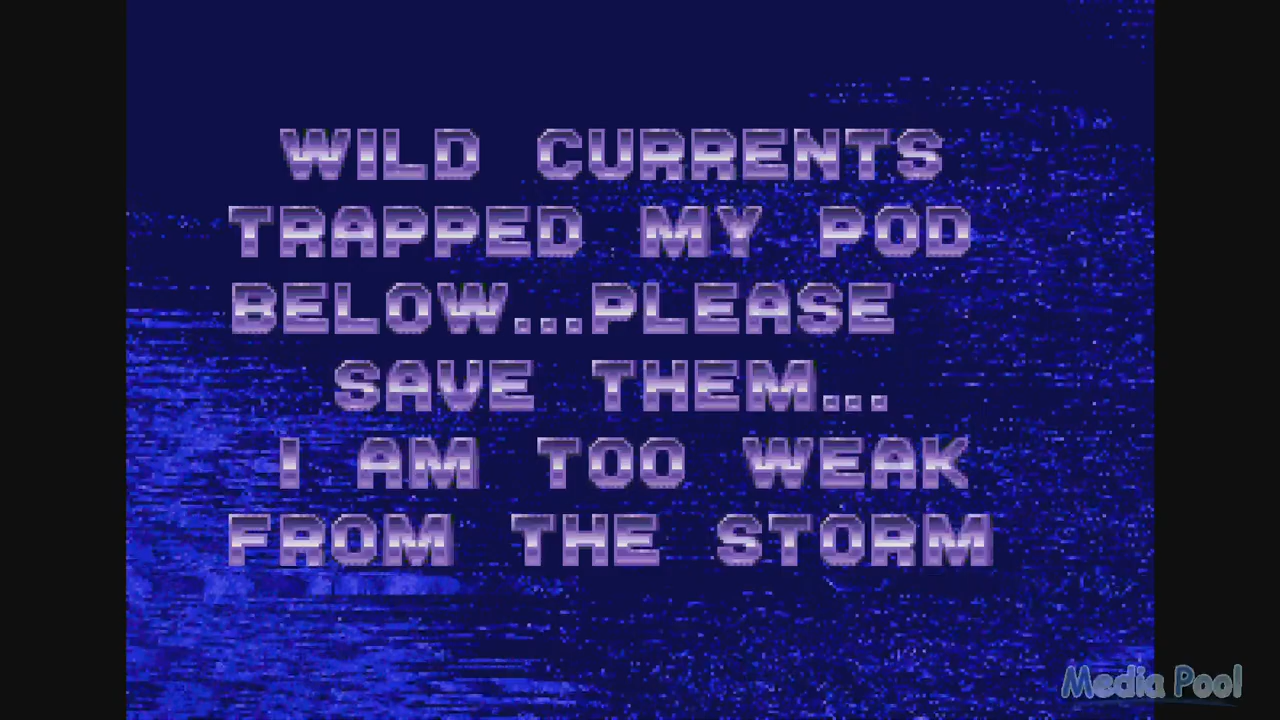 WILD CURRENTS
TRAPPED MY POD
BELOW...PLEASE
SAVE THEM...
I AM TOO WEAK
FROM THE STORM
Media Pool